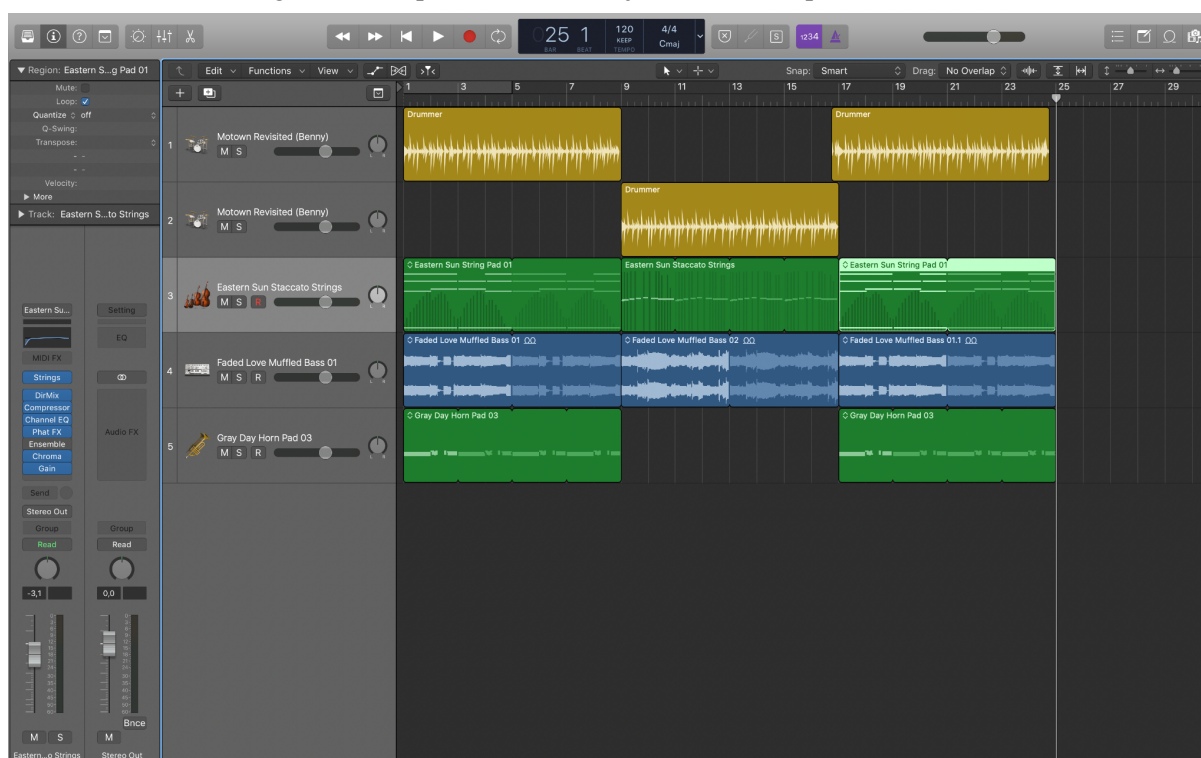 25 1
BAR BEAT
120
KEEP
TEMPO
4/4
Cmaj
S
1234
Region: Eastern S...g Pad 01
Mute:
Loop:
Quantize off
Q-Swing:
Transpose:
Velocity:
More
Track: Eastern S...to Strings
Edit Functions View
Snap: Smart
Drag: No Overlap
1 3 5 7 9 11 13 15 17 19 21 23 25 27 29
1
Motown Revisited (Benny)
M S
Drummer
Drummer
2
Motown Revisited (Benny)
M S
Drummer
3
Eastern Sun Staccato Strings
M S R
Eastern Sun String Pad 01
Eastern Sun Staccato Strings
Eastern Sun String Pad 01
4
Faded Love Muffled Bass 01
M S R
Faded Love Muffled Bass 01
Faded Love Muffled Bass 02
Faded Love Muffled Bass 01.1
5
Gray Day Horn Pad 03
M S R
Gray Day Horn Pad 03
Gray Day Horn Pad 03
Eastern Su... Setting
EQ
MIDI FX
Strings
DirMix
Compressor
Channel EQ
Phat FX
Audio FX
Ensemble
Chroma
Gain
Send
Stereo Out
Group Group
Read Read
-3,1 0,0
Bnce
M S M
Eastern...o Strings Stereo Out